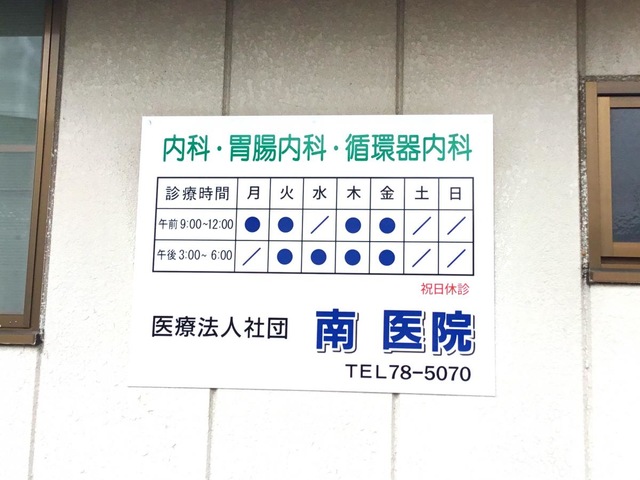 内科・胃腸内科・循環器内科
診療時間 月 火 水 木 金 土 日
午前9:00~12:00 ● ● ／ ● ● ／ ／
午後3:00~ 6:00 ／ ● ● ● ● ／ ／
祝日休診
医療法人社団 南 医院
TEL78-5070